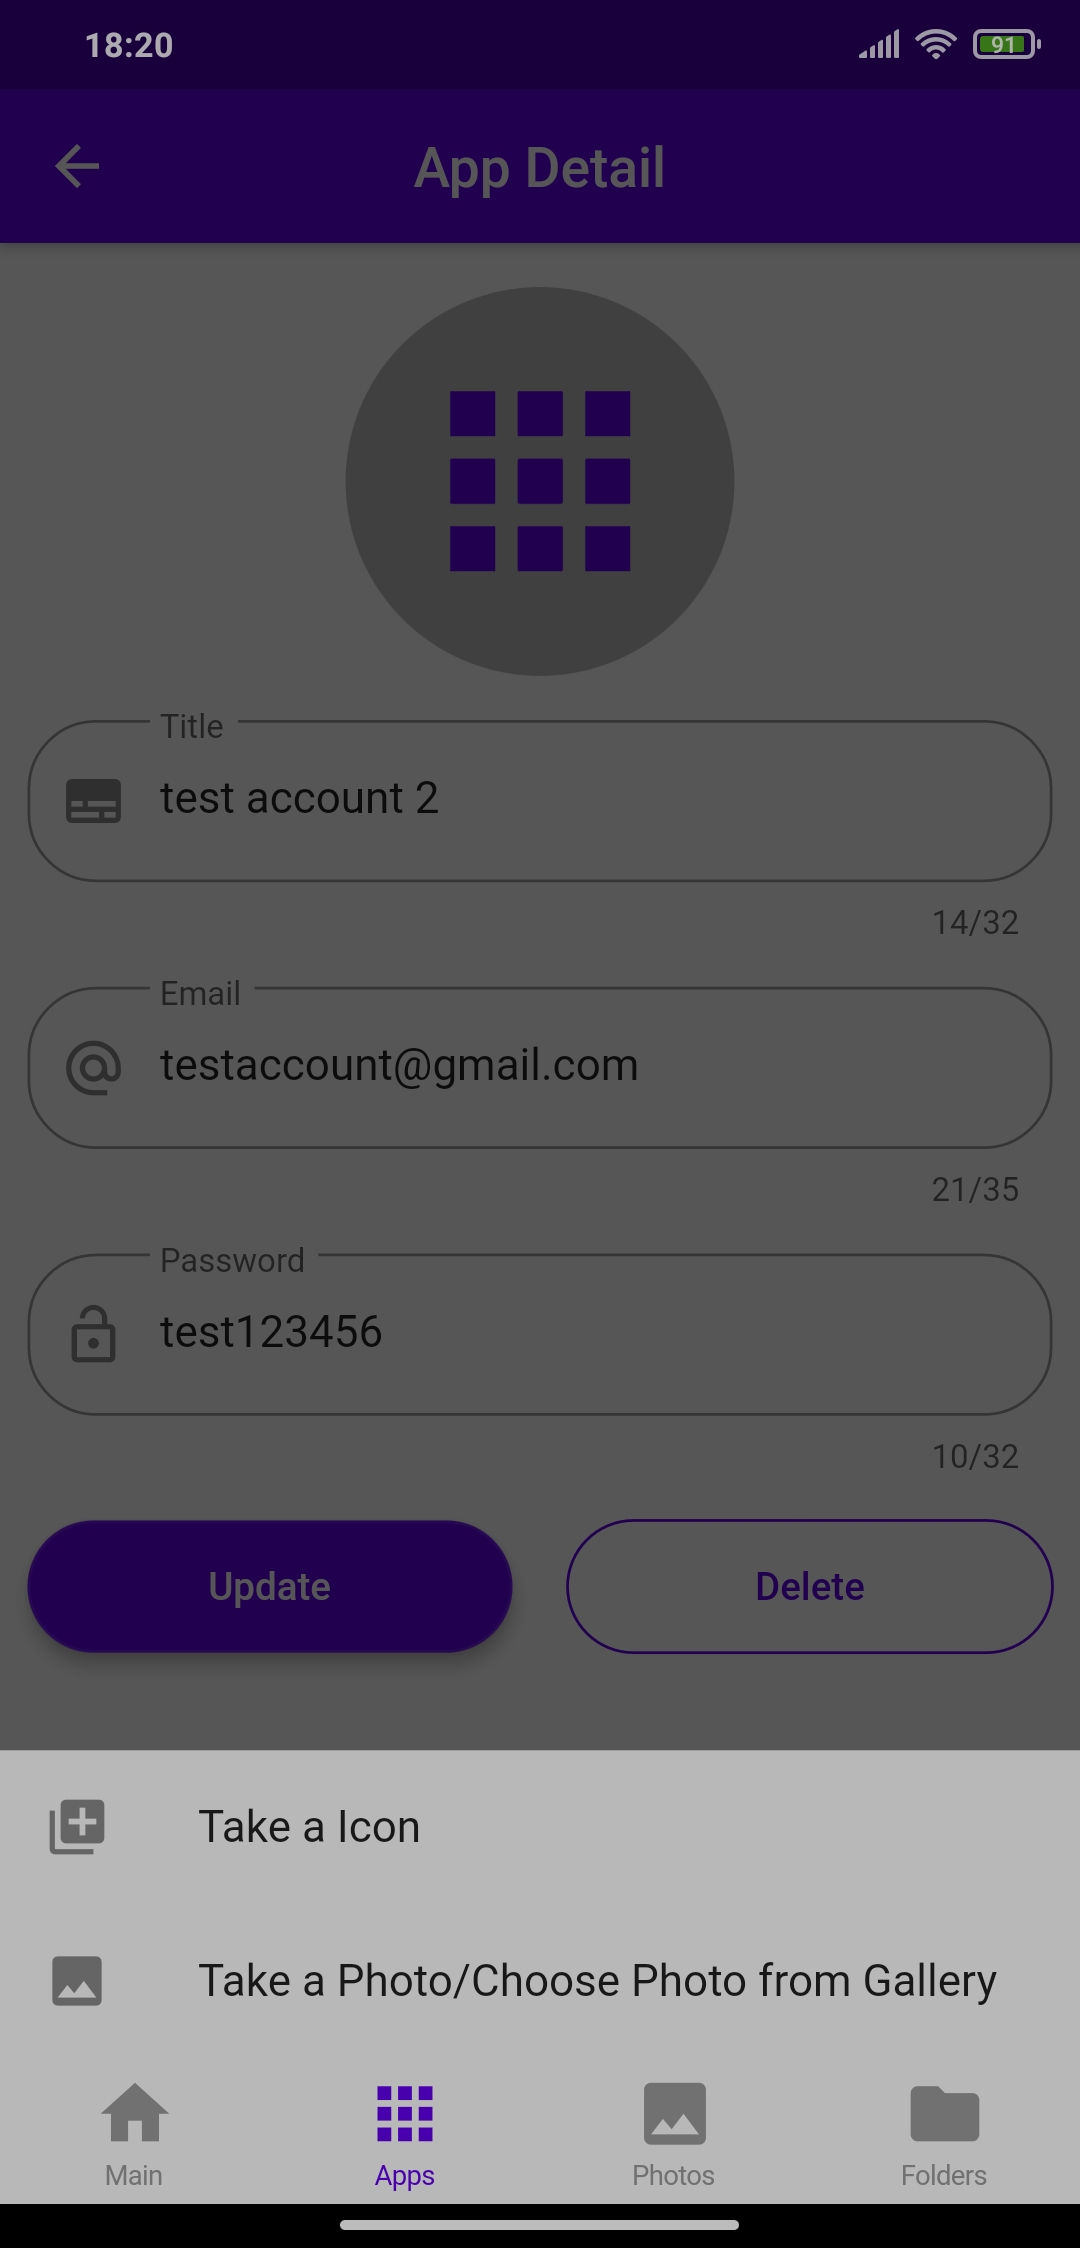 18:20
91
App Detail
Title
test account 2
14/32
Email
testaccount@gmail.com
21/35
Password
test123456
10/32
Update
Delete
Take a Icon
Take a Photo/Choose Photo from Gallery
Main
Apps
Photos
Folders